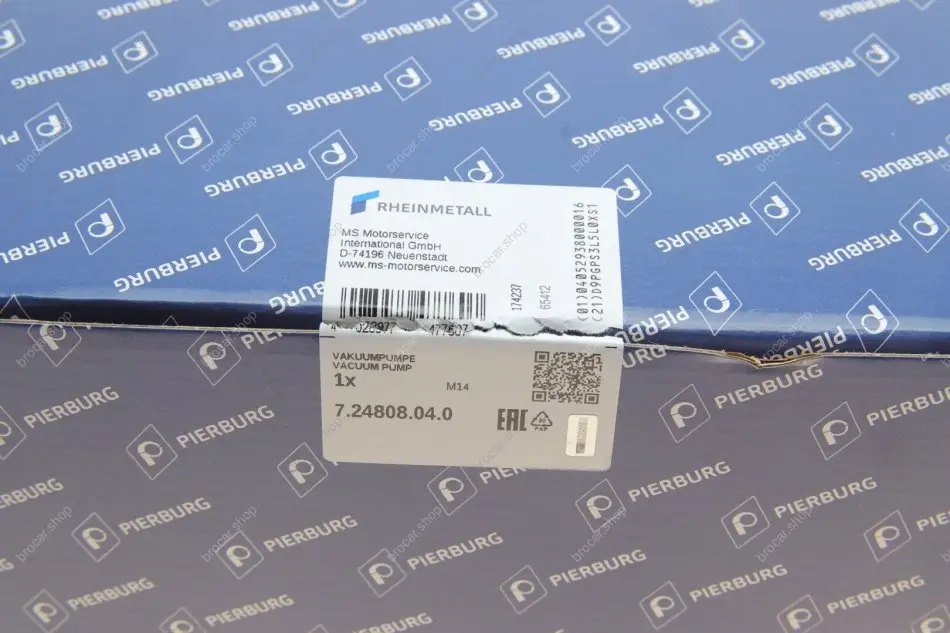 PIERBURG
RHEINMETALL
MS Motorservice
International GmbH
D-74196 Neuenstadt
www.ms-motorservice.com
174237
65412
(01)04052938000016
(21)D9PGPS3L5L0XS1
VAKUUMPUMPE
VACUUM PUMP
1x
M14
7.24808.04.0
EAC
PAP
brocar.shop